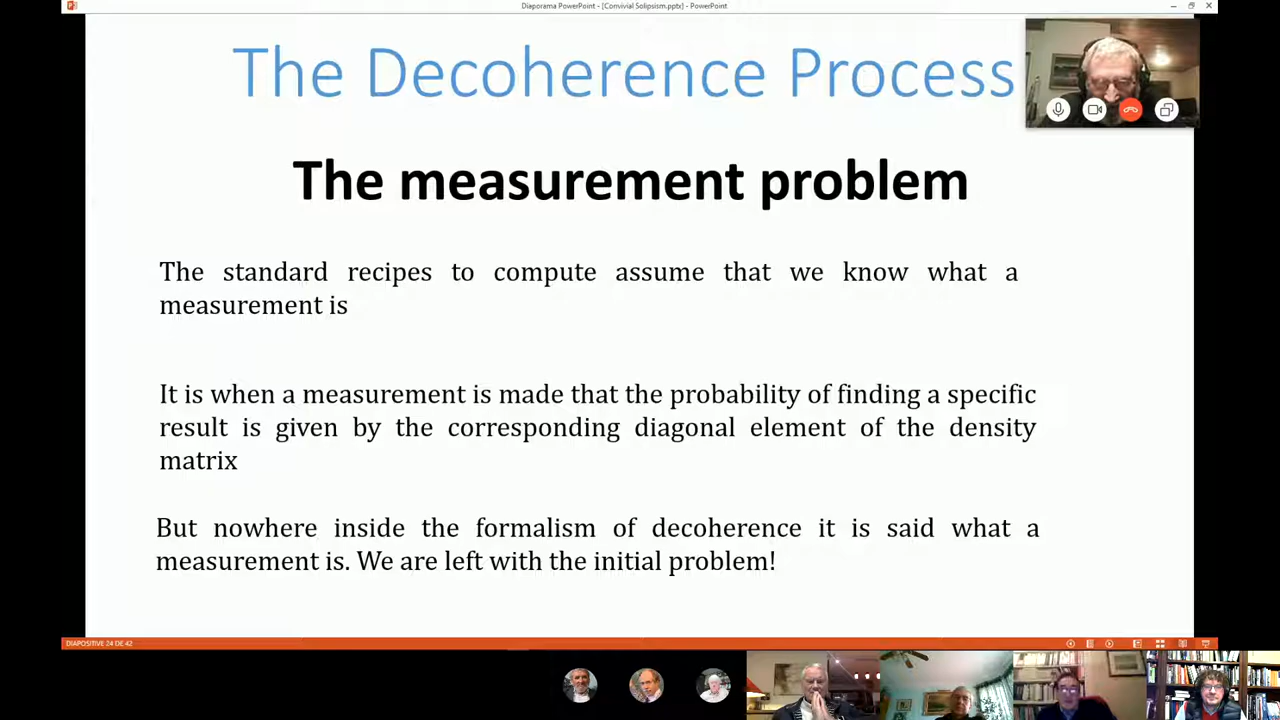 Diaporama PowerPoint - [Convivial Solipsism.pptx] - PowerPoint
The Decoherence Process
The measurement problem
The standard recipes to compute assume that we know what a
measurement is
It is when a measurement is made that the probability of finding a specific
result is given by the corresponding diagonal element of the density
matrix
But nowhere inside the formalism of decoherence it is said what a
measurement is. We are left with the initial problem!
DIAPOSITIVE 24 DE 42